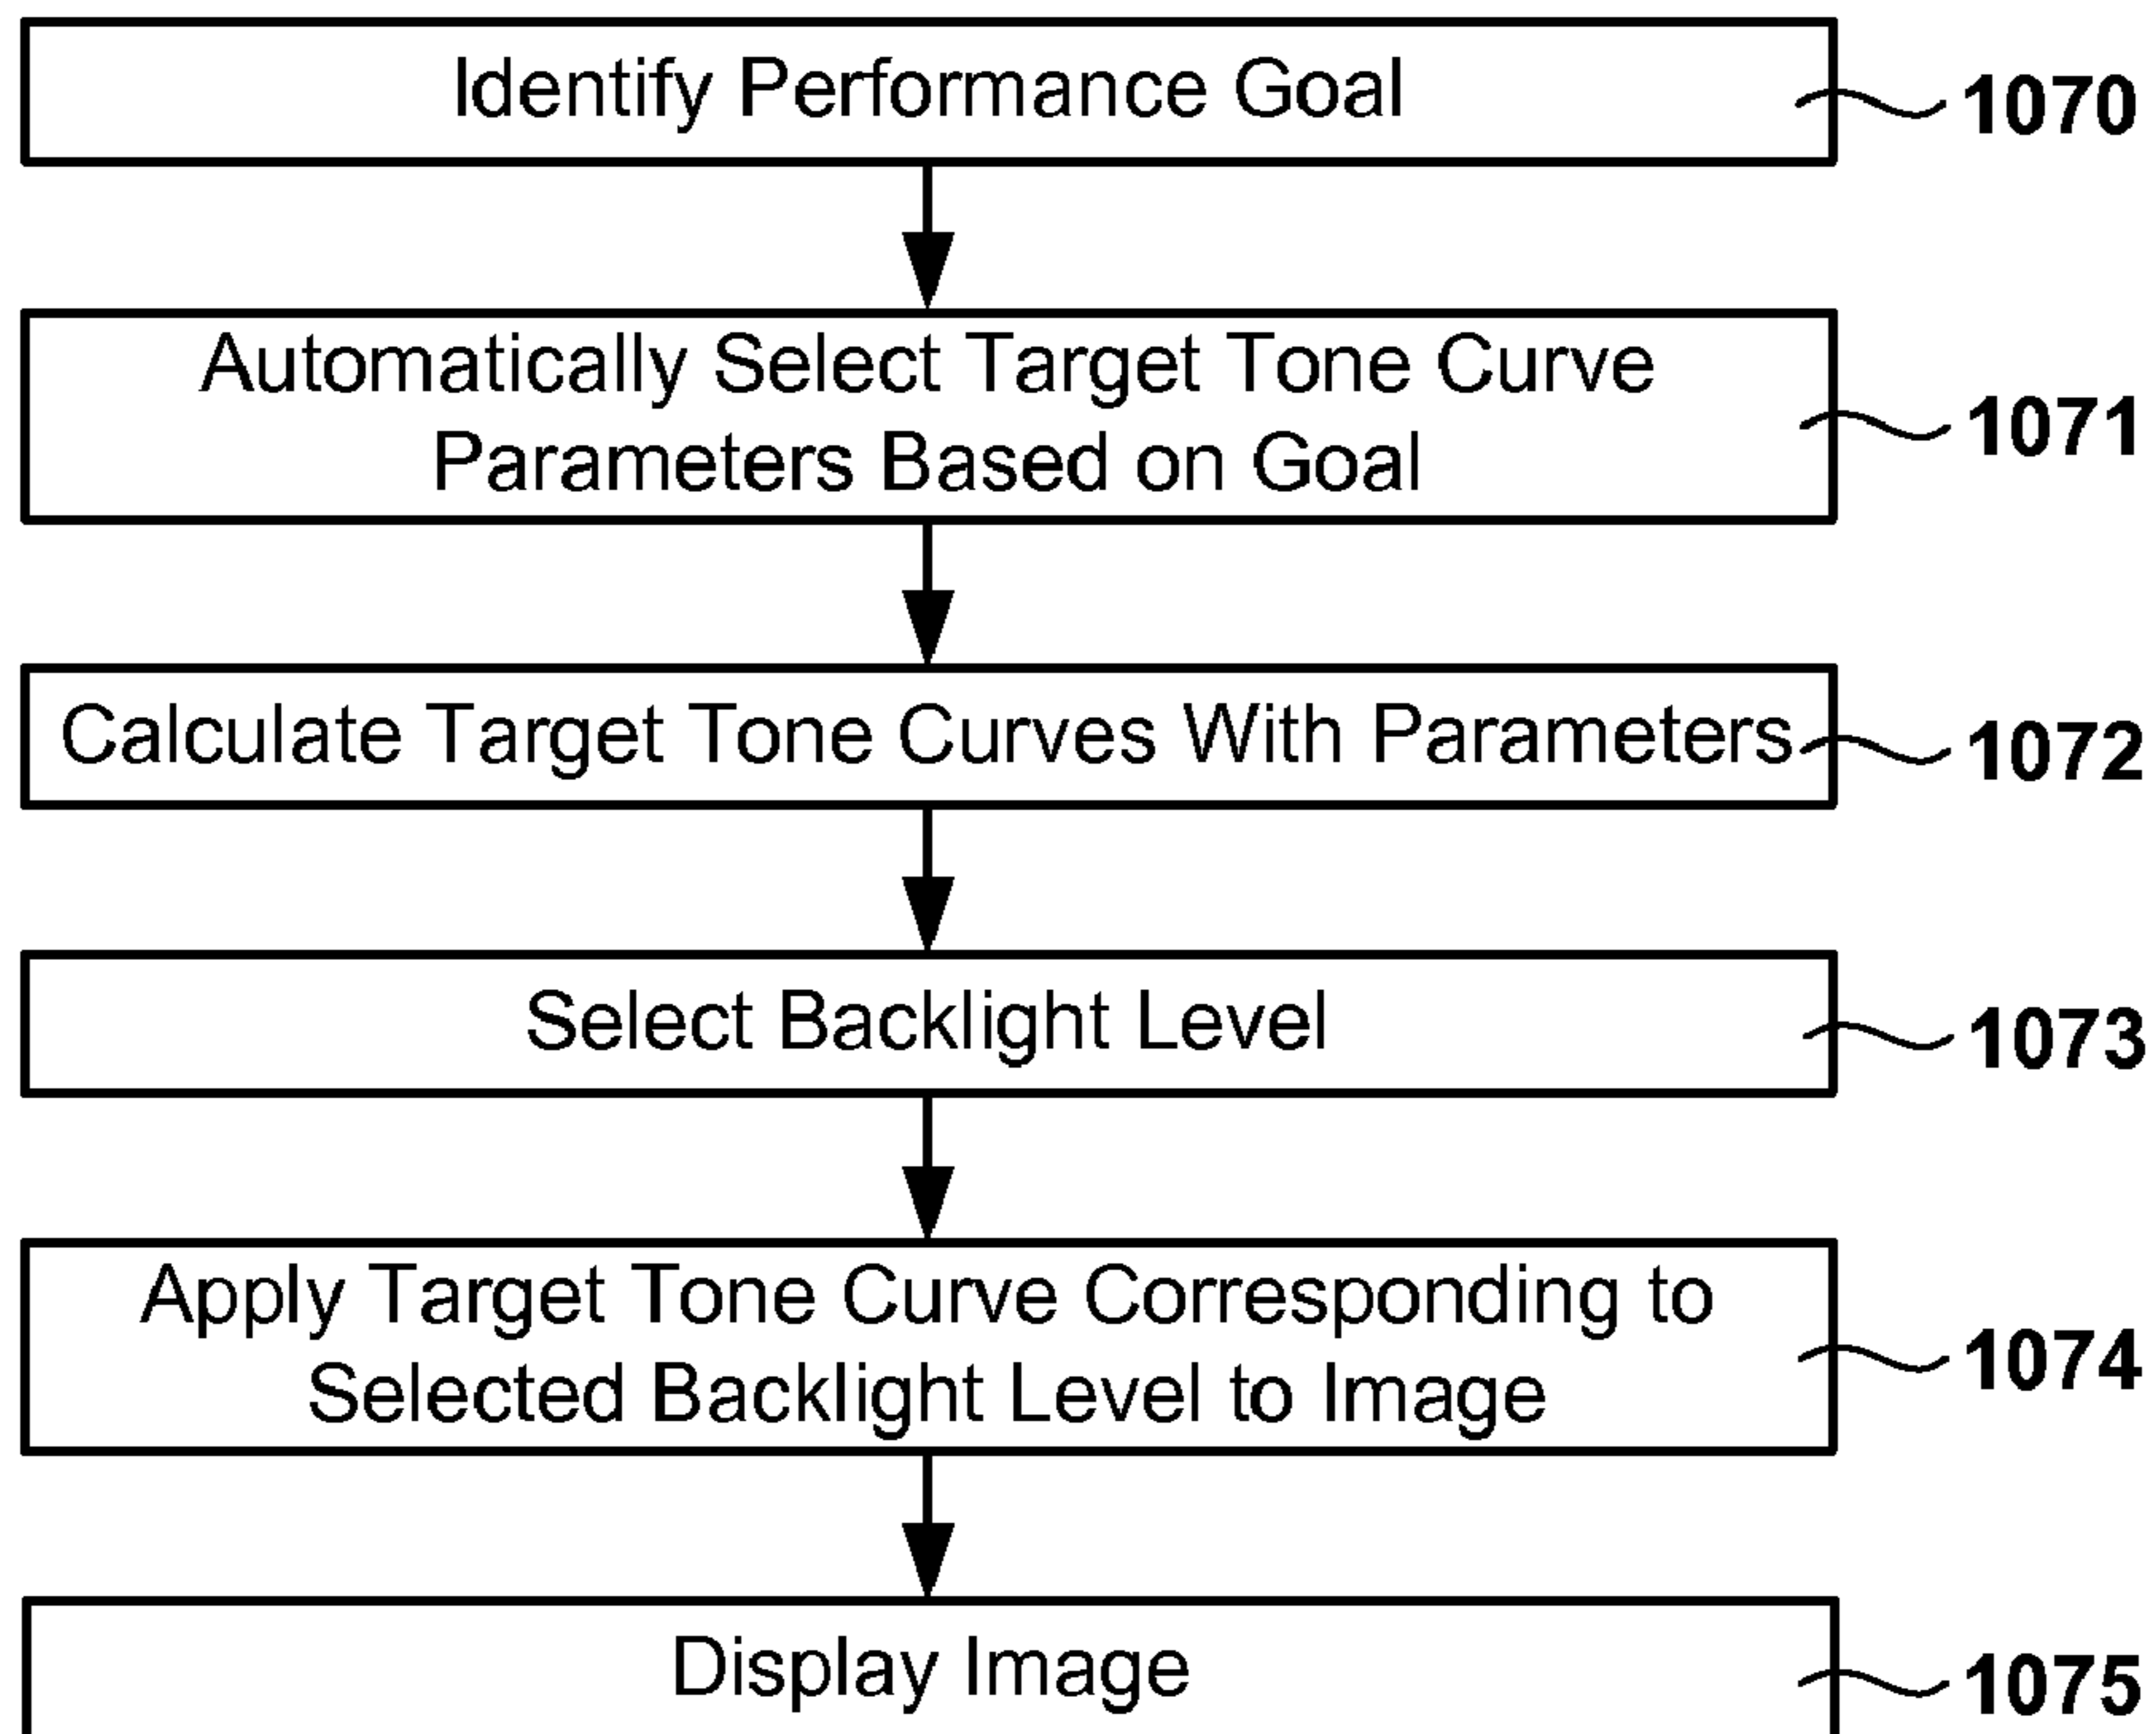 Identify Performance Goal
1070
Automatically Select Target Tone Curve
Parameters Based on Goal
1071
Calculate Target Tone Curves With Parameters
1072
Select Backlight Level
1073
Apply Target Tone Curve Corresponding to
Selected Backlight Level to Image
1074
Display Image
1075